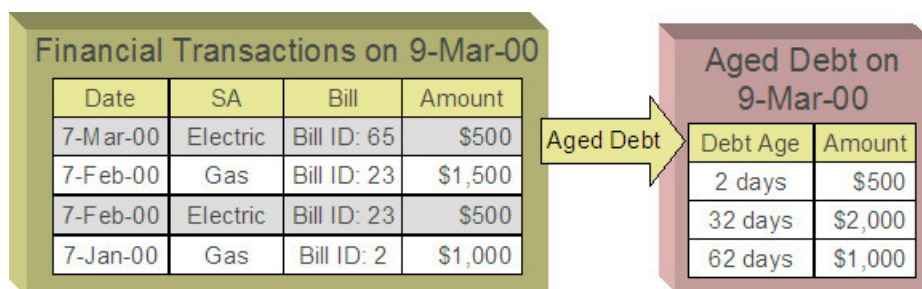 Financial Transactions on 9-Mar-00
Date SA Bill Amount
7-Mar-00 Electric Bill ID: 65 $500
7-Feb-00 Gas Bill ID: 23 $1,500
7-Feb-00 Electric Bill ID: 23 $500
7-Jan-00 Gas Bill ID: 2 $1,000
Aged Debt
Aged Debt on
9-Mar-00
Debt Age Amount
2 days $500
32 days $2,000
62 days $1,000